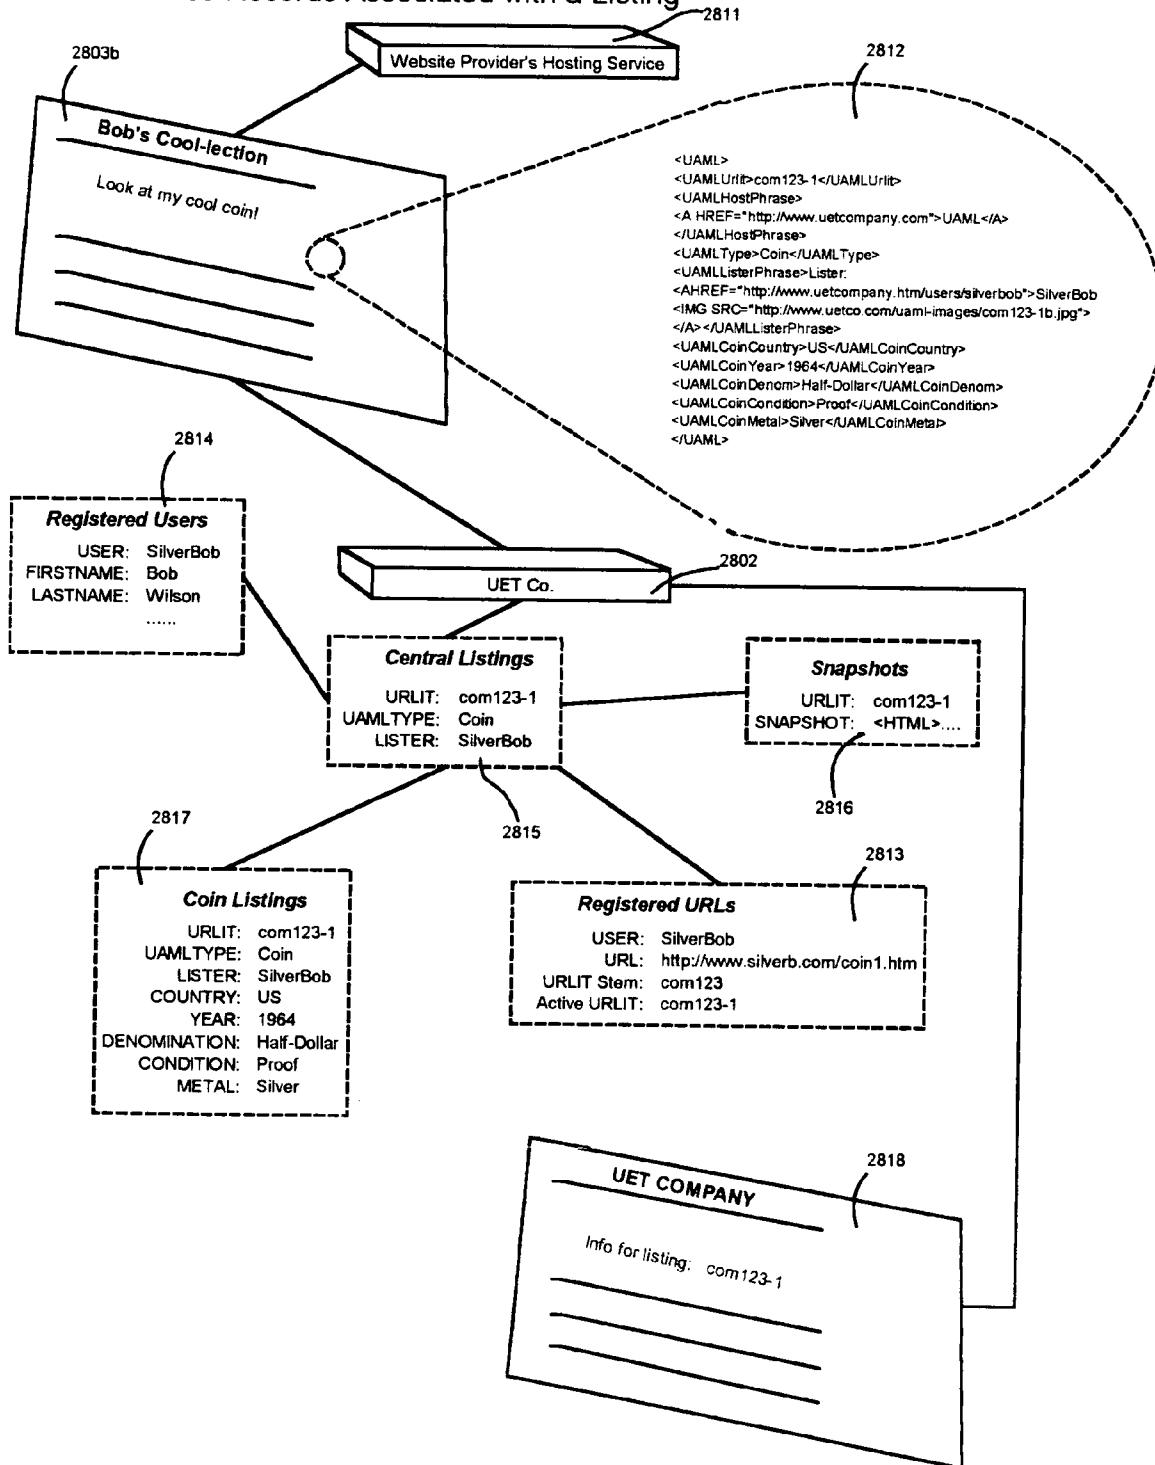 Records Associated with a Listing
2811
Website Provider's Hosting Service
2803b
Bob's Cool-lection
Look at my cool coin!
2812
<UAML>
<UAMLUrlit>com123-1</UAMLUrlit>
<UAMLHostPhrase>
<A HREF="http://www.uetcompany.com">UAML</A>
</UAMLHostPhrase>
<UAMLType>Coin</UAMLType>
<UAMLListerPhrase>Lister:
<AHREF="http://www.uetcompany.htm/users/silverbob">SilverBob
<IMG SRC="http://www.uetco.com/uaml-images/com123-1b.jpg">
</A></UAMLListerPhrase>
<UAMLCoinCountry>US</UAMLCoinCountry>
<UAMLCoinYear>1964</UAMLCoinYear>
<UAMLCoinDenom>Half-Dollar</UAMLCoinDenom>
<UAMLCoinCondition>Proof</UAMLCoinCondition>
<UAMLCoinMetal>Silver</UAMLCoinMetal>
</UAML>
2814
Registered Users
USER: SilverBob
FIRSTNAME: Bob
LASTNAME: Wilson
......
2802
UET Co.
Central Listings
URLIT: com123-1
UAMLTYPE: Coin
LISTER: SilverBob
2815
Snapshots
URLIT: com123-1
SNAPSHOT: <HTML>....
2816
2817
Coin Listings
URLIT: com123-1
UAMLTYPE: Coin
LISTER: SilverBob
COUNTRY: US
YEAR: 1964
DENOMINATION: Half-Dollar
CONDITION: Proof
METAL: Silver
2813
Registered URLs
USER: SilverBob
URL: http://www.silverb.com/coin1.htm
URLIT Stem: com123
Active URLIT: com123-1
2818
UET COMPANY
Info for listing: com123-1